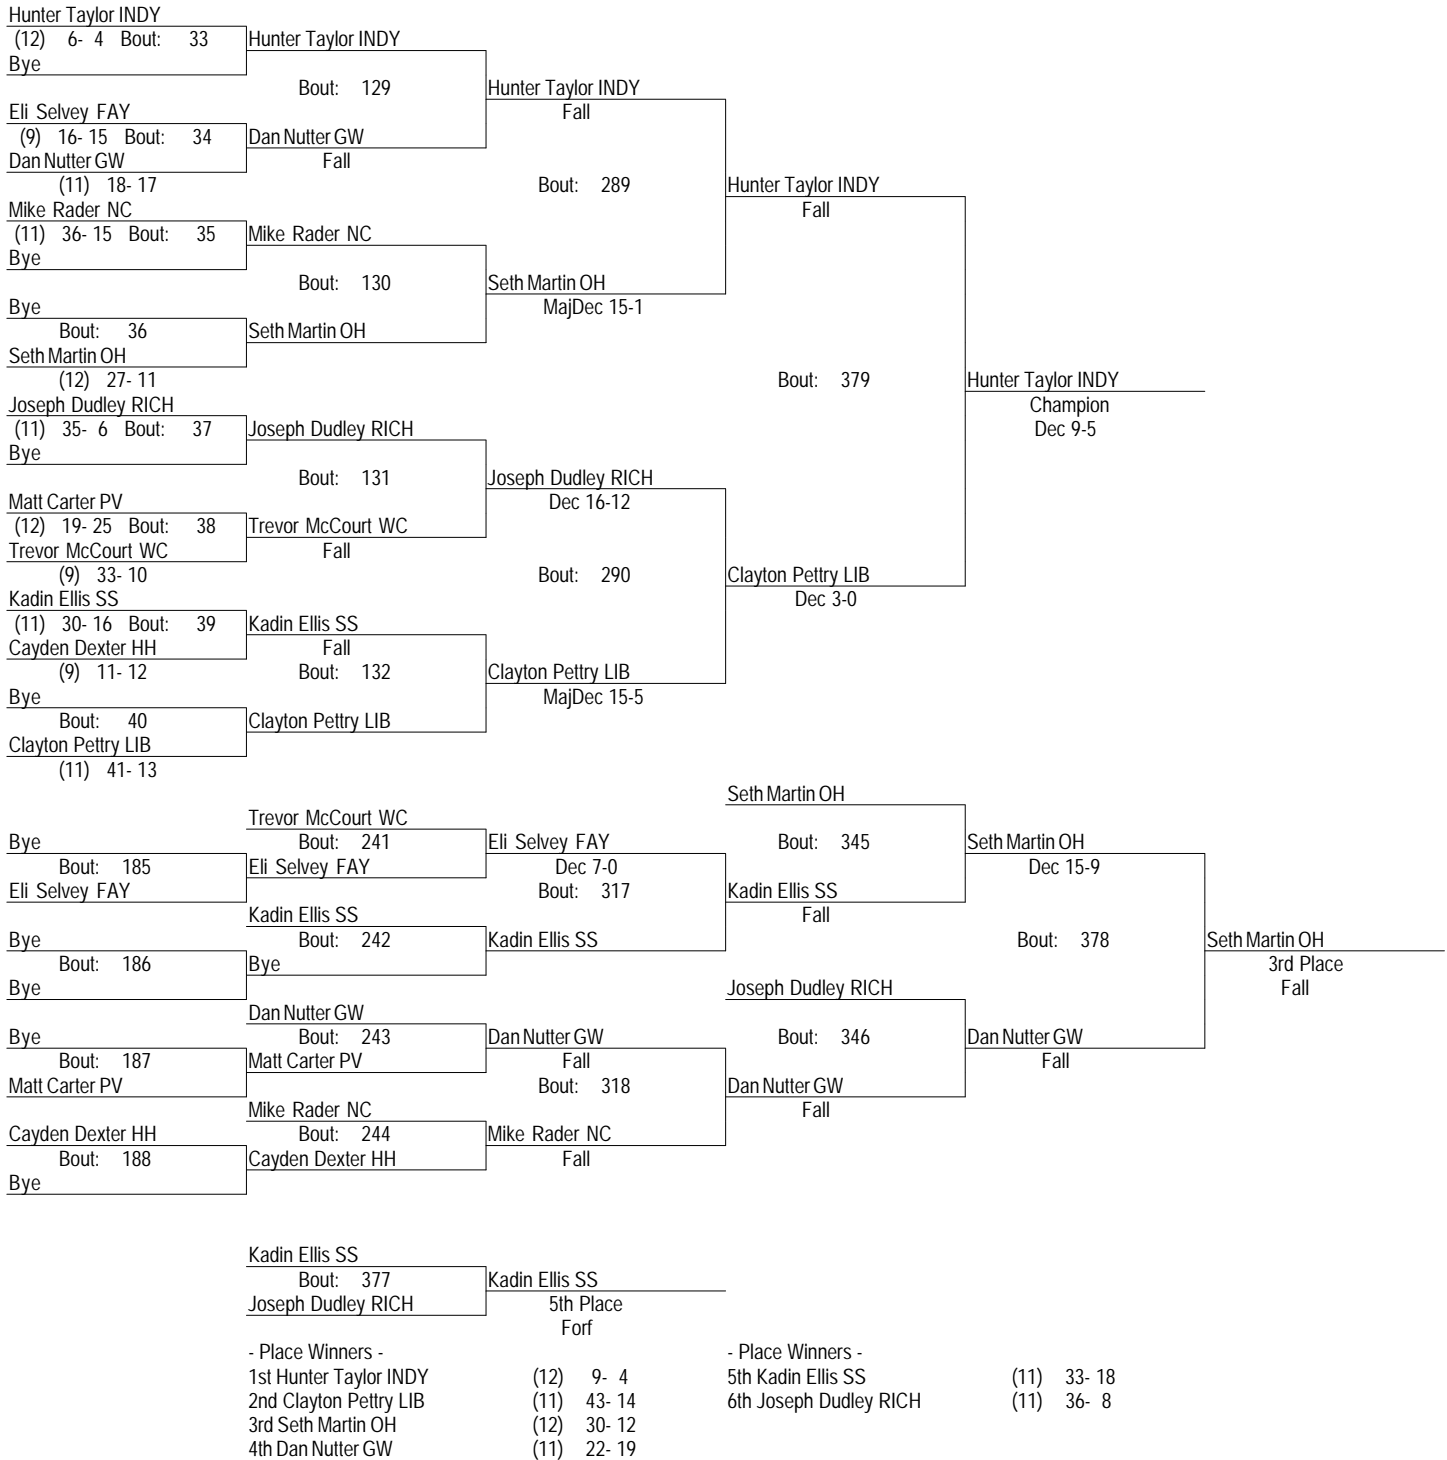 Hunter Taylor INDY
(12) 6- 4 Bout: 33 Hunter Taylor INDY
Bye
Bout: 129 Hunter Taylor INDY
Eli Selvey FAY Fall
(9) 16- 15 Bout: 34 Dan Nutter GW
Dan Nutter GW Fall
(11) 18- 17 Bout: 289 Hunter Taylor INDY
Mike Rader NC Fall
(11) 36- 15 Bout: 35 Mike Rader NC
Bye
Bout: 130 Seth Martin OH
Bye MajDec 15-1
Bout: 36 Seth Martin OH
Seth Martin OH
(12) 27- 11 Bout: 379 Hunter Taylor INDY
Joseph Dudley RICH Champion
(11) 35- 6 Bout: 37 Joseph Dudley RICH Dec 9-5
Bye
Bout: 131 Joseph Dudley RICH
Matt Carter PV Dec 16-12
(12) 19- 25 Bout: 38 Trevor McCourt WC
Trevor McCourt WC Fall
(9) 33- 10 Bout: 290 Clayton Pettry LIB
Kadin Ellis SS Dec 3-0
(11) 30- 16 Bout: 39 Kadin Ellis SS
Cayden Dexter HH Fall
(9) 11- 12 Bout: 132 Clayton Pettry LIB
Bye MajDec 15-5
Bout: 40 Clayton Pettry LIB
Clayton Pettry LIB
(11) 41- 13
Seth Martin OH
Trevor McCourt WC
Bye Bout: 241 Eli Selvey FAY Bout: 345 Seth Martin OH
Bout: 185 Eli Selvey FAY Dec 7-0 Dec 15-9
Eli Selvey FAY Bout: 317 Kadin Ellis SS
Kadin Ellis SS Fall
Bye Bout: 242 Kadin Ellis SS Bout: 378 Seth Martin OH
Bout: 186 Bye 3rd Place
Bye Joseph Dudley RICH Fall
Dan Nutter GW
Bye Bout: 243 Dan Nutter GW Bout: 346 Dan Nutter GW
Bout: 187 Matt Carter PV Fall Fall
Matt Carter PV Bout: 318 Dan Nutter GW
Mike Rader NC Fall
Cayden Dexter HH Bout: 244 Mike Rader NC
Bout: 188 Cayden Dexter HH Fall
Bye
Kadin Ellis SS
Bout: 377 Kadin Ellis SS
Joseph Dudley RICH 5th Place
Forf
- Place Winners - - Place Winners -
1st Hunter Taylor INDY (12) 9- 4 5th Kadin Ellis SS (11) 33- 18
2nd Clayton Pettry LIB (11) 43- 14 6th Joseph Dudley RICH (11) 36- 8
3rd Seth Martin OH (12) 30- 12
4th Dan Nutter GW (11) 22- 19